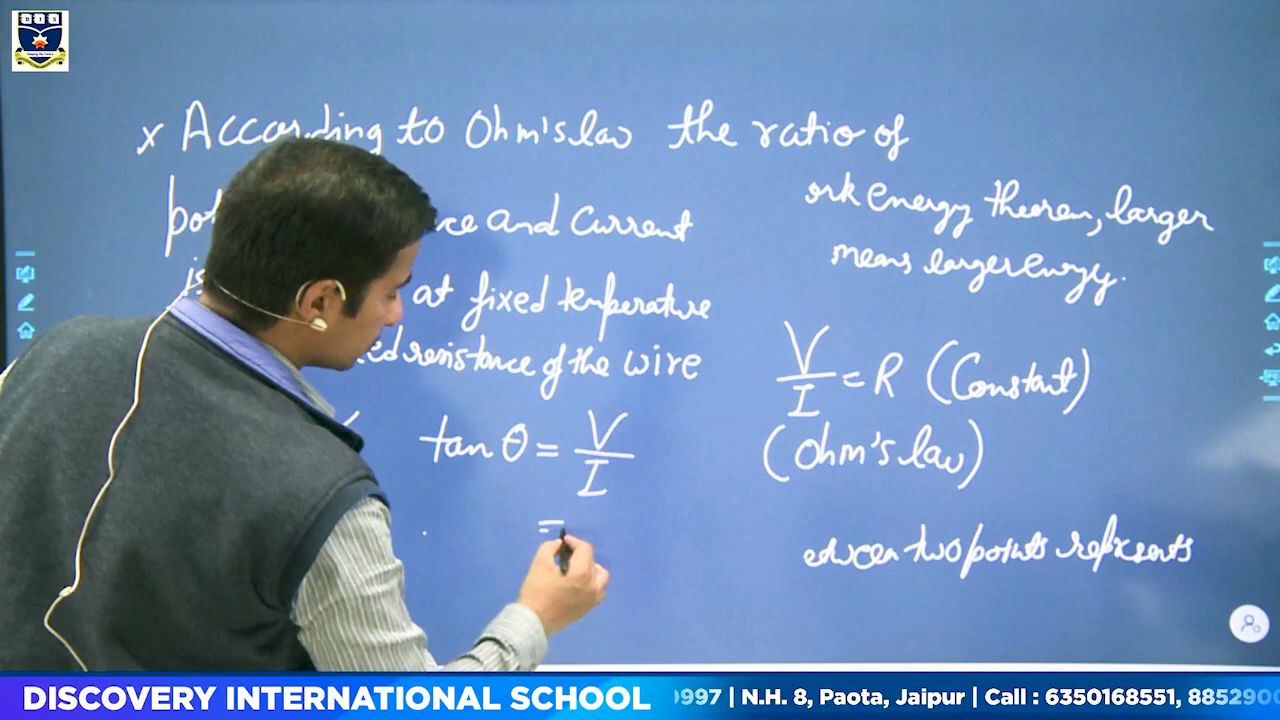 x According to Ohm's law the ratio of
ce and Current
at fixed temperature
resistance of the wire
tan θ = V/I
=
ork energy theorem, larger
means larger energy.
V/I = R (Constant)
(Ohm's law)
two points represents
DISCOVERY INTERNATIONAL SCHOOL
9997 | N.H. 8, Paota, Jaipur | Call : 6350168551, 885290